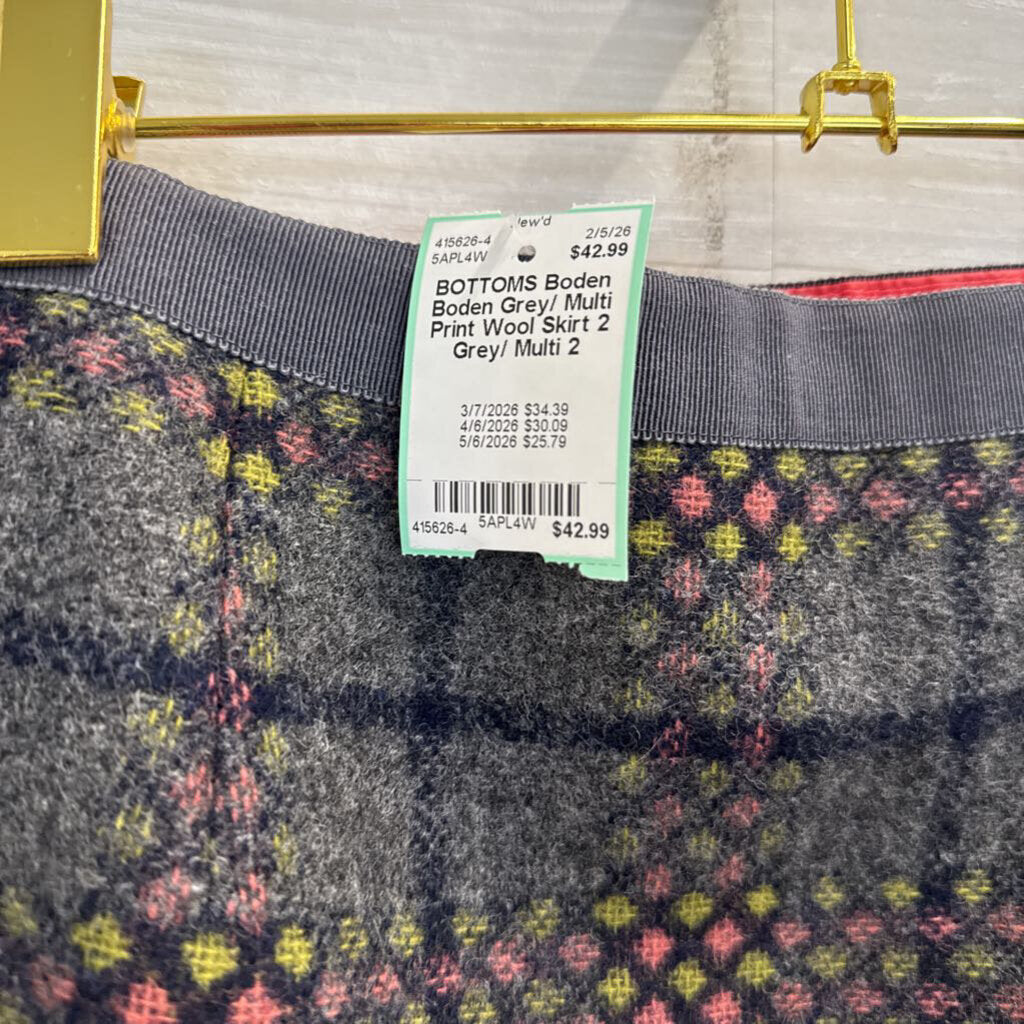 415626-4
2/5/26
5APL4W
$42.99
BOTTOMS Boden
Boden Grey/ Multi
Print Wool Skirt 2
Grey/ Multi 2
3/7/2026 $34.39
4/6/2026 $30.09
5/6/2026 $25.79
415626-4 5APL4W $42.99